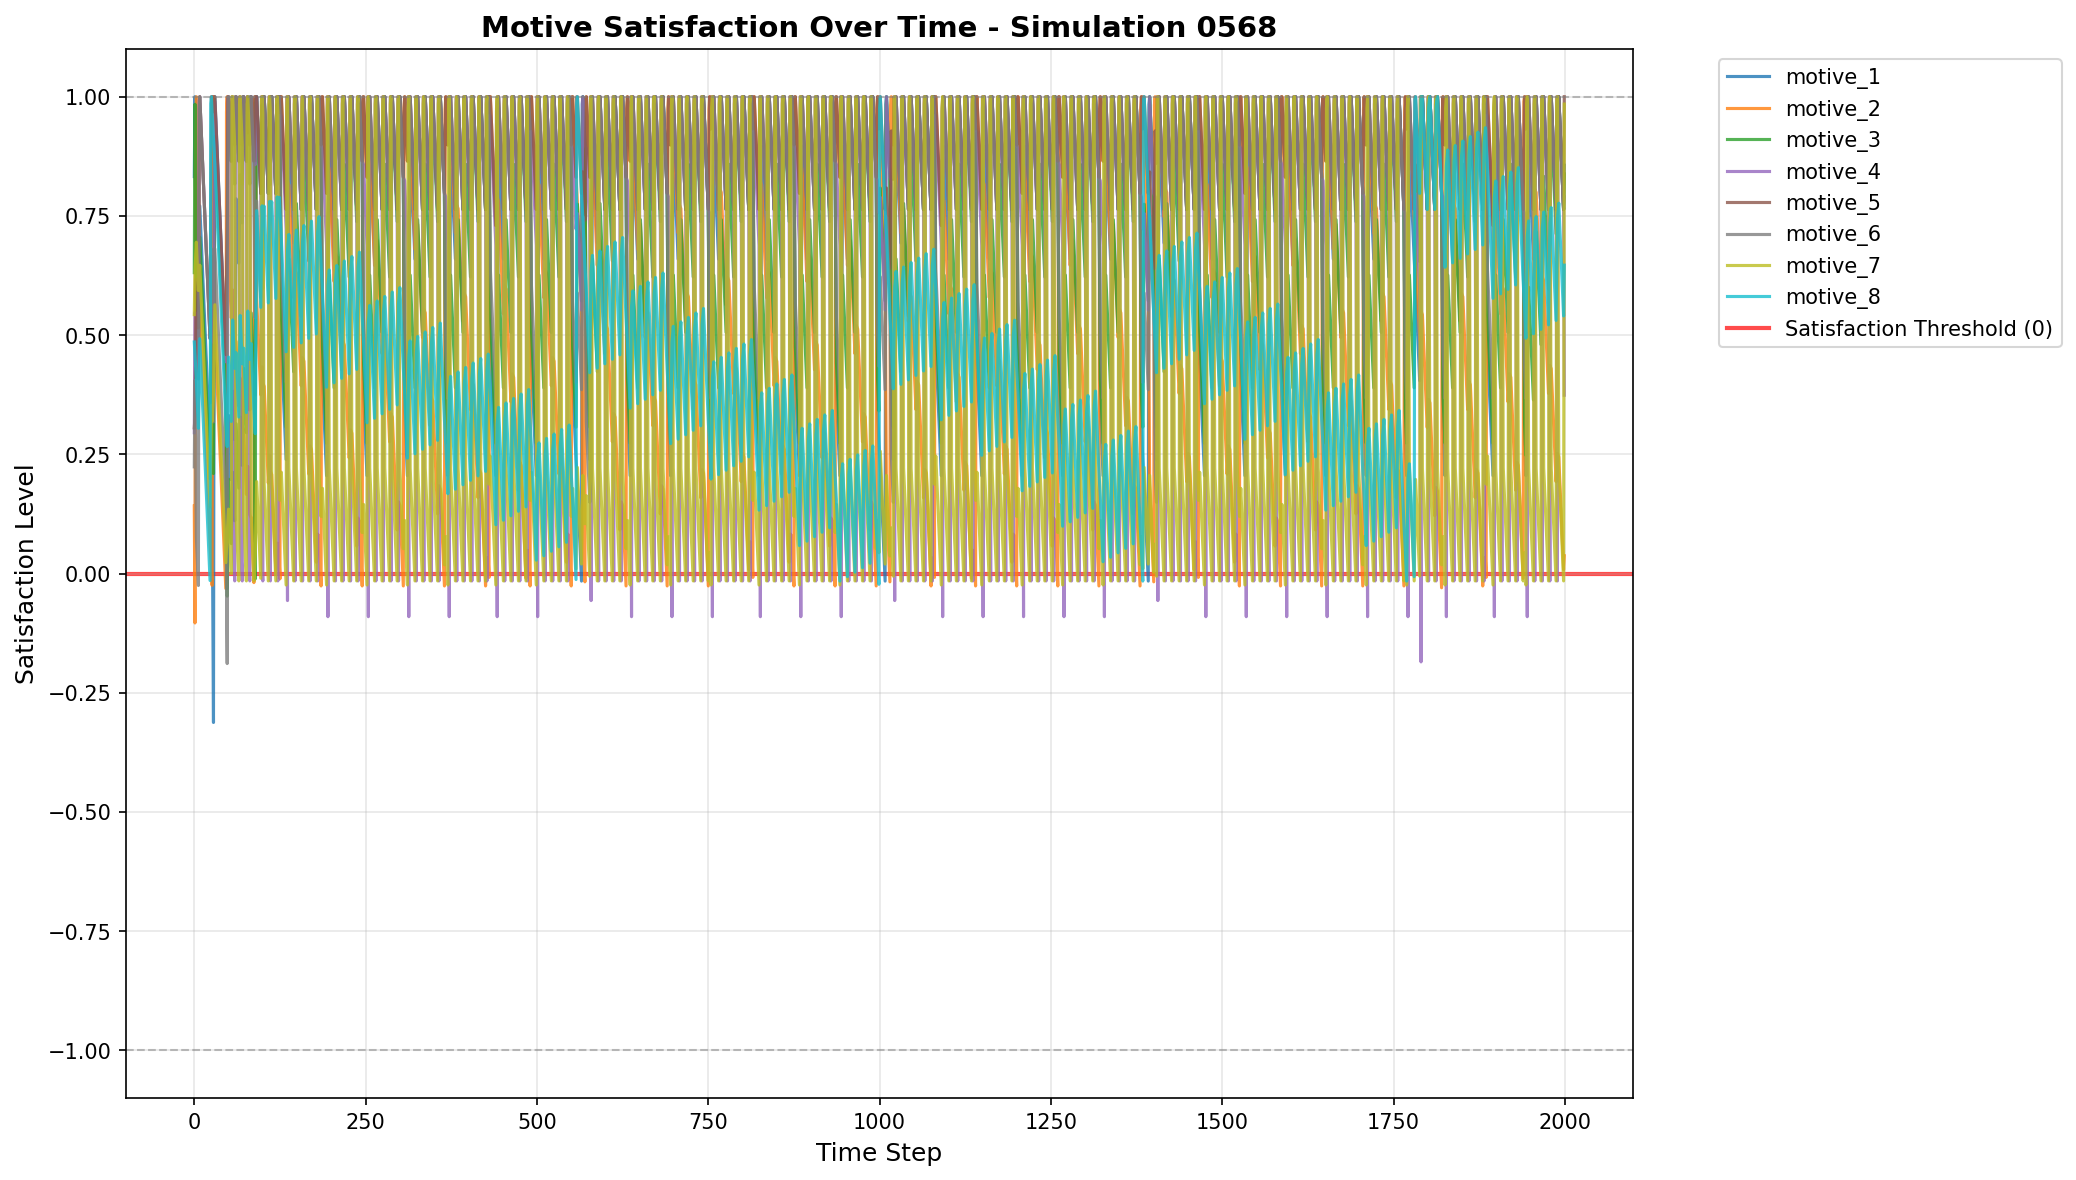 Motive Satisfaction Over Time - Simulation 0568
Satisfaction Level
1.00
0.75
0.50
0.25
0.00
−0.25
−0.50
−0.75
−1.00
0
250
500
750
1000
1250
1500
1750
2000
Time Step
motive_1
motive_2
motive_3
motive_4
motive_5
motive_6
motive_7
motive_8
Satisfaction Threshold (0)